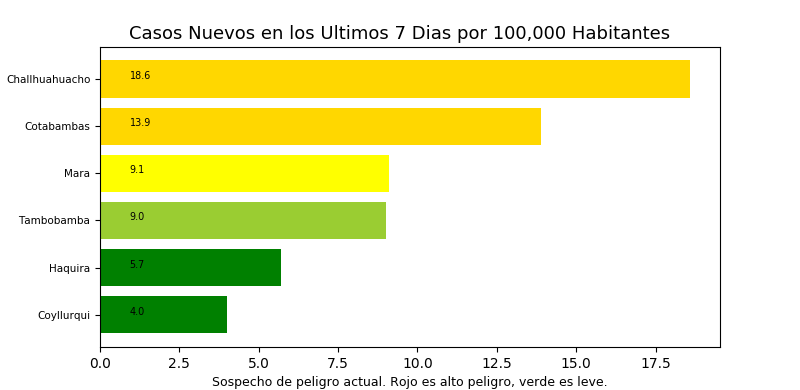 Casos Nuevos en los Ultimos 7 Dias por 100,000 Habitantes
Challhuahuacho 18.6
Cotabambas 13.9
Mara 9.1
Tambobamba 9.0
Haquira 5.7
Coyllurqui 4.0
0.0 2.5 5.0 7.5 10.0 12.5 15.0 17.5
Sospecho de peligro actual. Rojo es alto peligro, verde es leve.